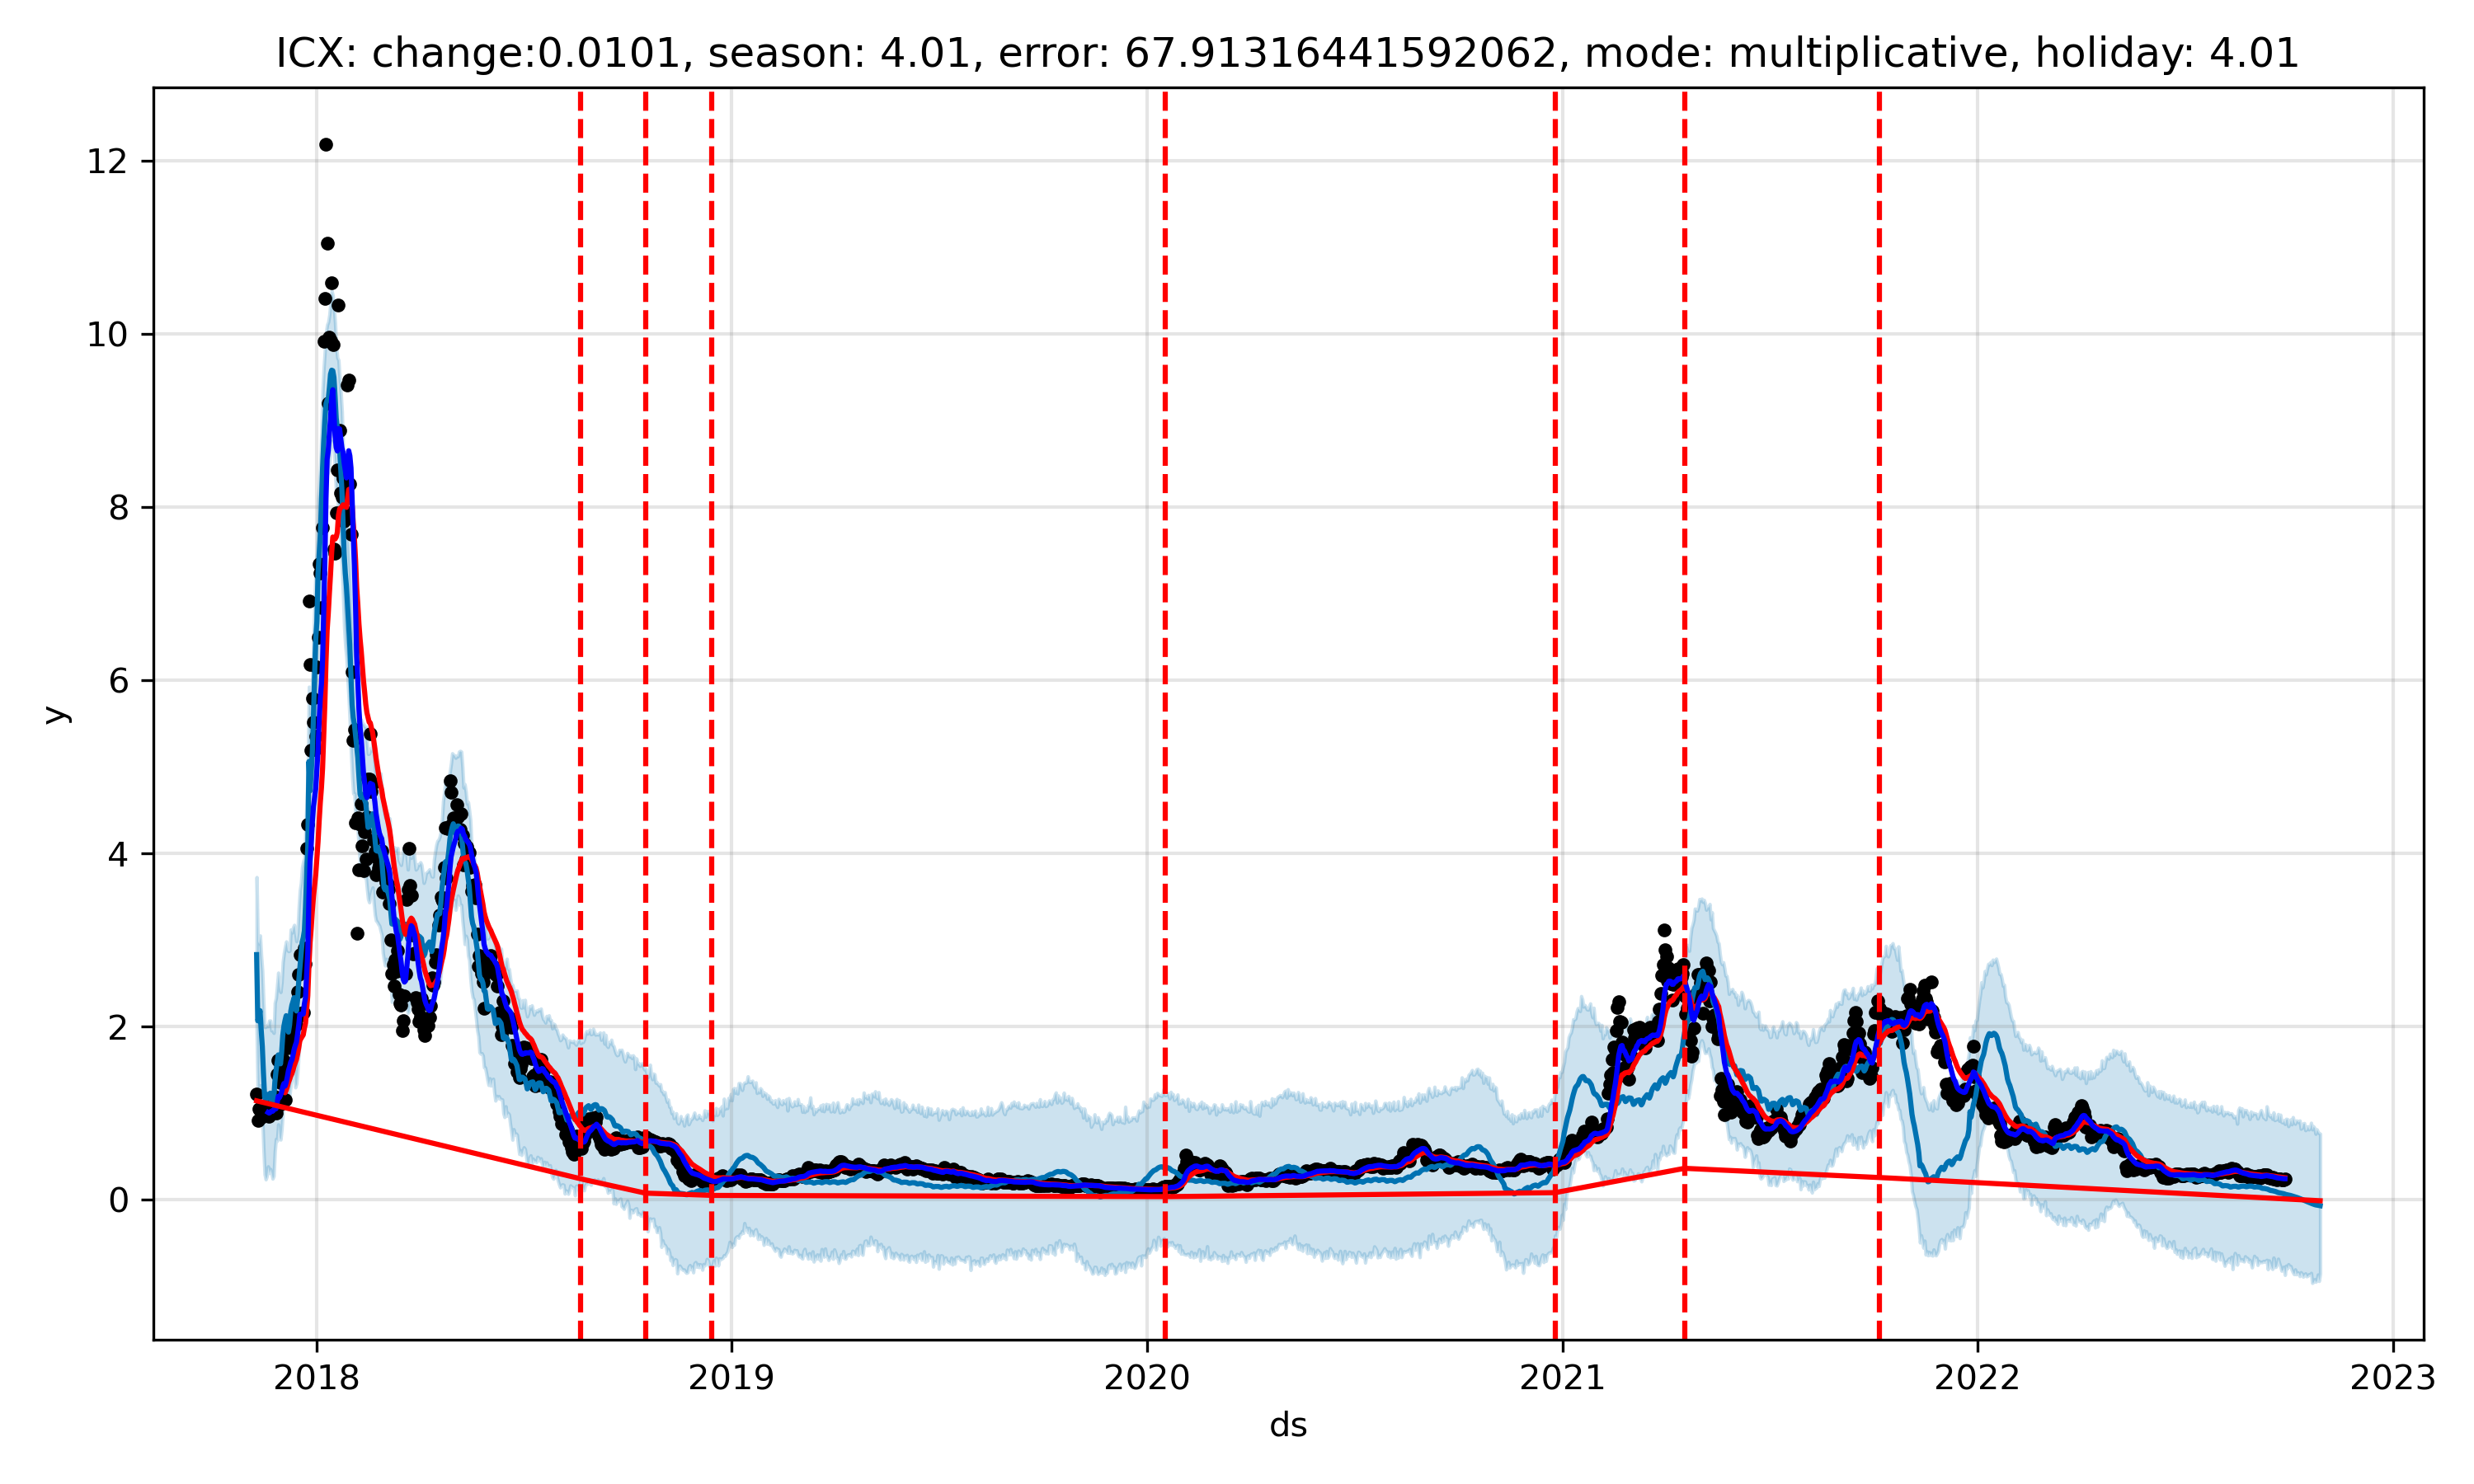 ICX: change:0.0101, season: 4.01, error: 67.91316441592062, mode: multiplicative, holiday: 4.01
12
10
8
6
4
2
0
y
2018 2019 2020 2021 2022 2023
ds